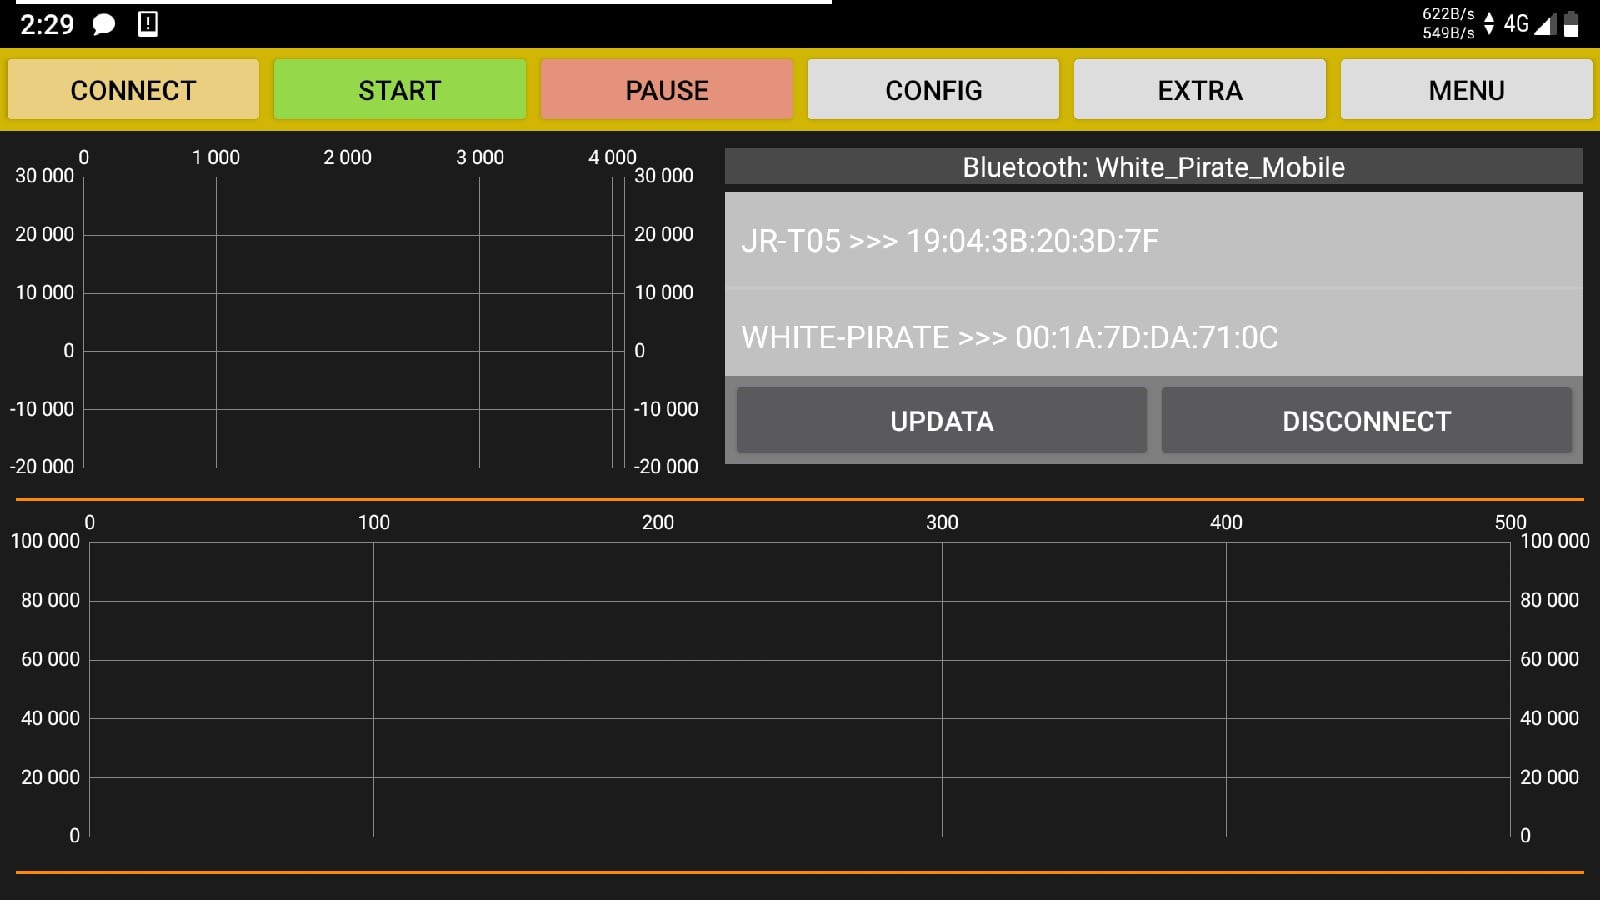 2:29
622B/s
549B/s
4G
CONNECT START PAUSE CONFIG EXTRA MENU
0 1 000 2 000 3 000 4 000
30 000 30 000
20 000 20 000
10 000 10 000
0 0
-10 000 -10 000
-20 000 -20 000
Bluetooth: White_Pirate_Mobile
JR-T05 >>> 19:04:3B:20:3D:7F
WHITE-PIRATE >>> 00:1A:7D:DA:71:0C
UPDATA DISCONNECT
0 100 200 300 400 500
100 000 100 000
80 000 80 000
60 000 60 000
40 000 40 000
20 000 20 000
0 0